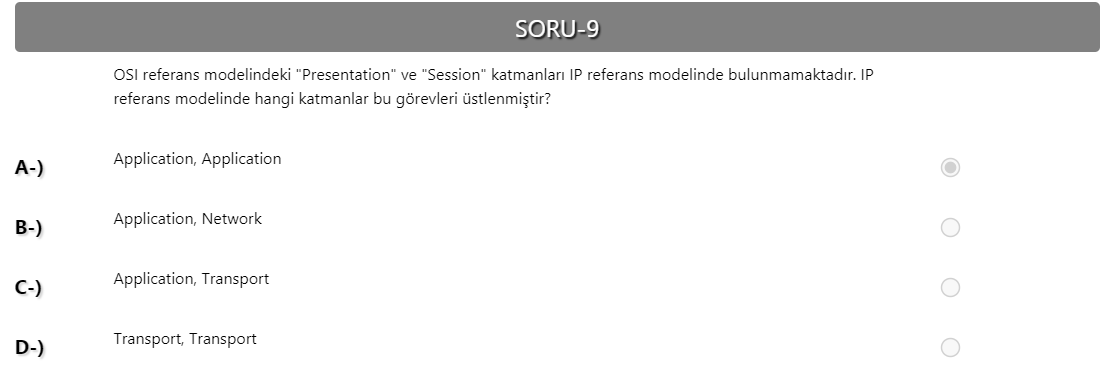 SORU-9
OSI referans modelindeki "Presentation" ve "Session" katmanları IP referans modelinde bulunmamaktadır. IP
referans modelinde hangi katmanlar bu görevleri üstlenmiştir?
A-) Application, Application
B-) Application, Network
C-) Application, Transport
D-) Transport, Transport